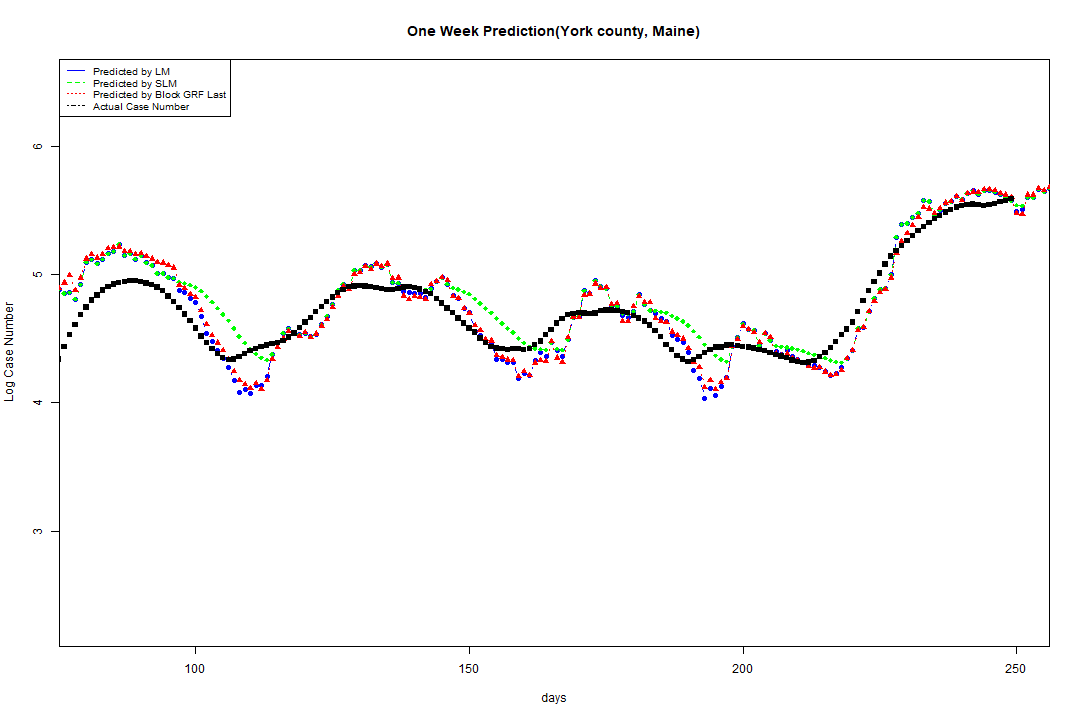 One Week Prediction(York county, Maine)
Predicted by LM
Predicted by SLM
Predicted by Block GRF Last
Actual Case Number
6
5
4
3
Log Case Number
100 150 200 250
days